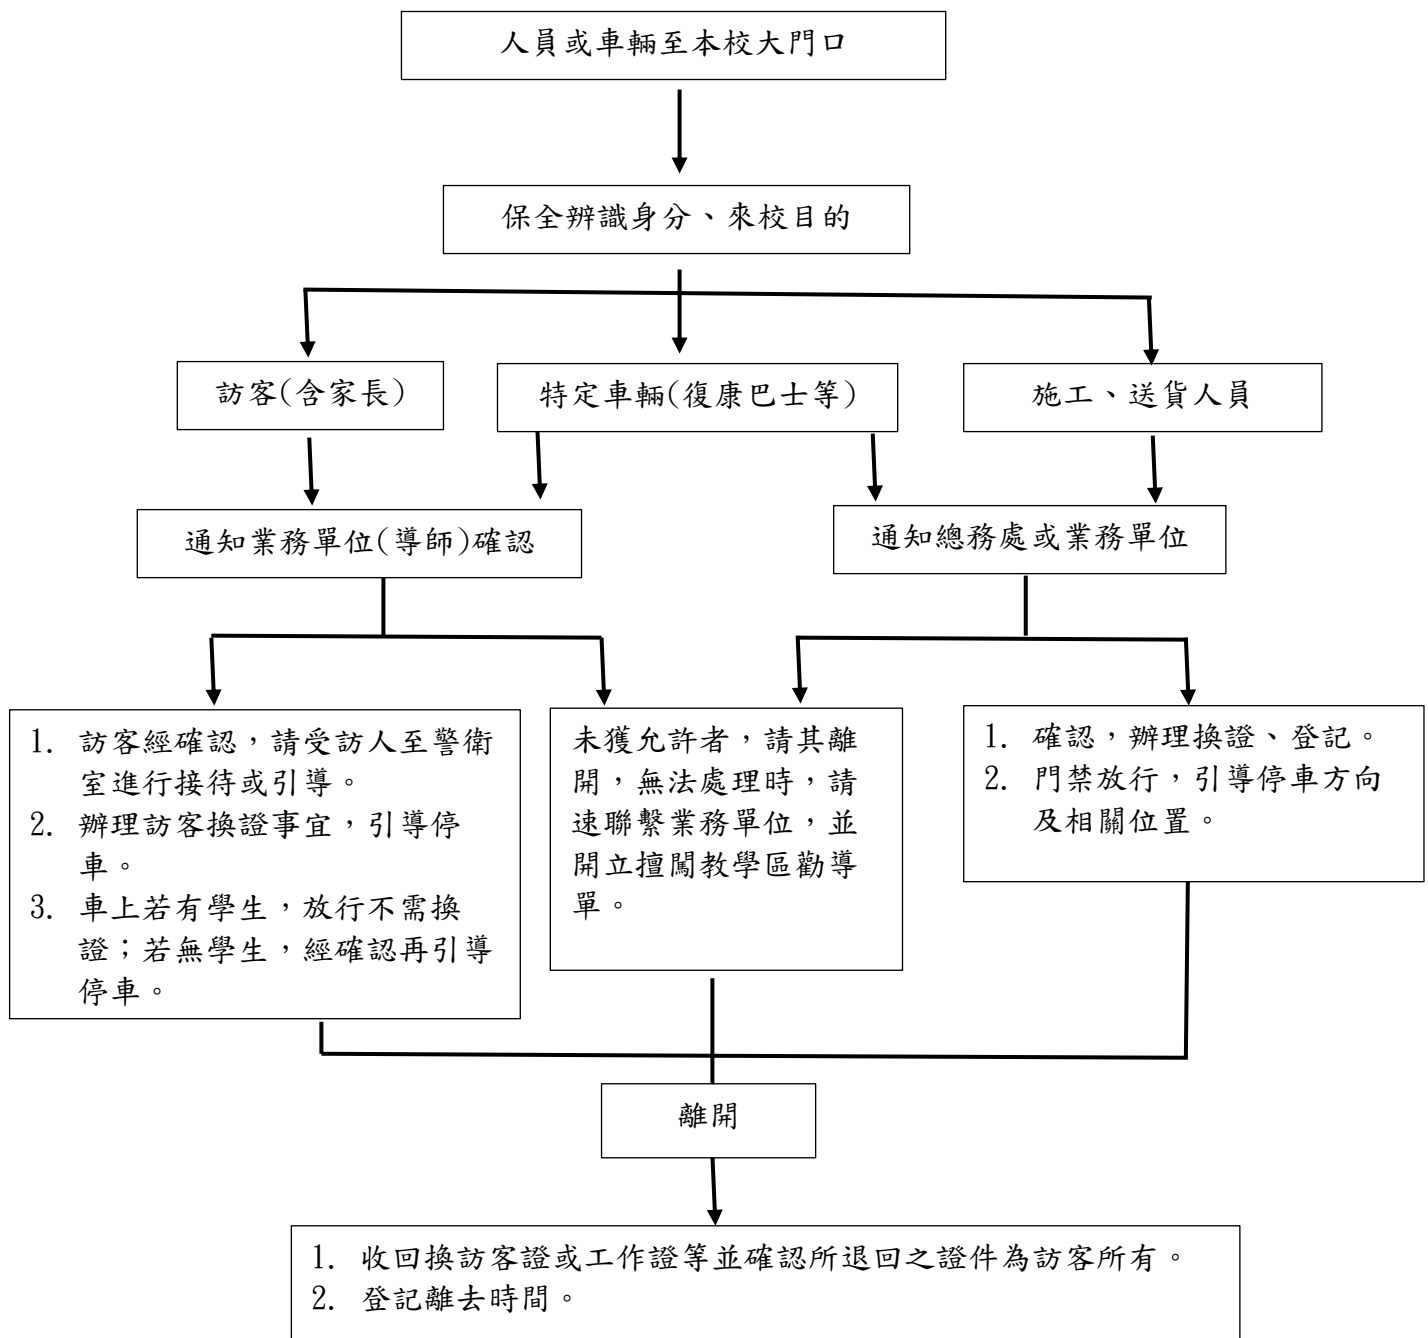 人員或車輛至本校大門口
保全辨識身分、來校目的
訪客(含家長)
特定車輛(復康巴士等)
施工、送貨人員
通知業務單位(導師)確認
通知總務處或業務單位
1. 訪客經確認，請受訪人至警衛
室進行接待或引導。
2. 辦理訪客換證事宜，引導停
車。
3. 車上若有學生，放行不需換
證；若無學生，經確認再引導
停車。
未獲允許者，請其離
開，無法處理時，請
速聯繫業務單位，並
開立擅闖教學區勸導
單。
1. 確認，辦理換證、登記。
2. 門禁放行，引導停車方向
及相關位置。
離開
1. 收回換訪客證或工作證等並確認所退回之證件為訪客所有。
2. 登記離去時間。